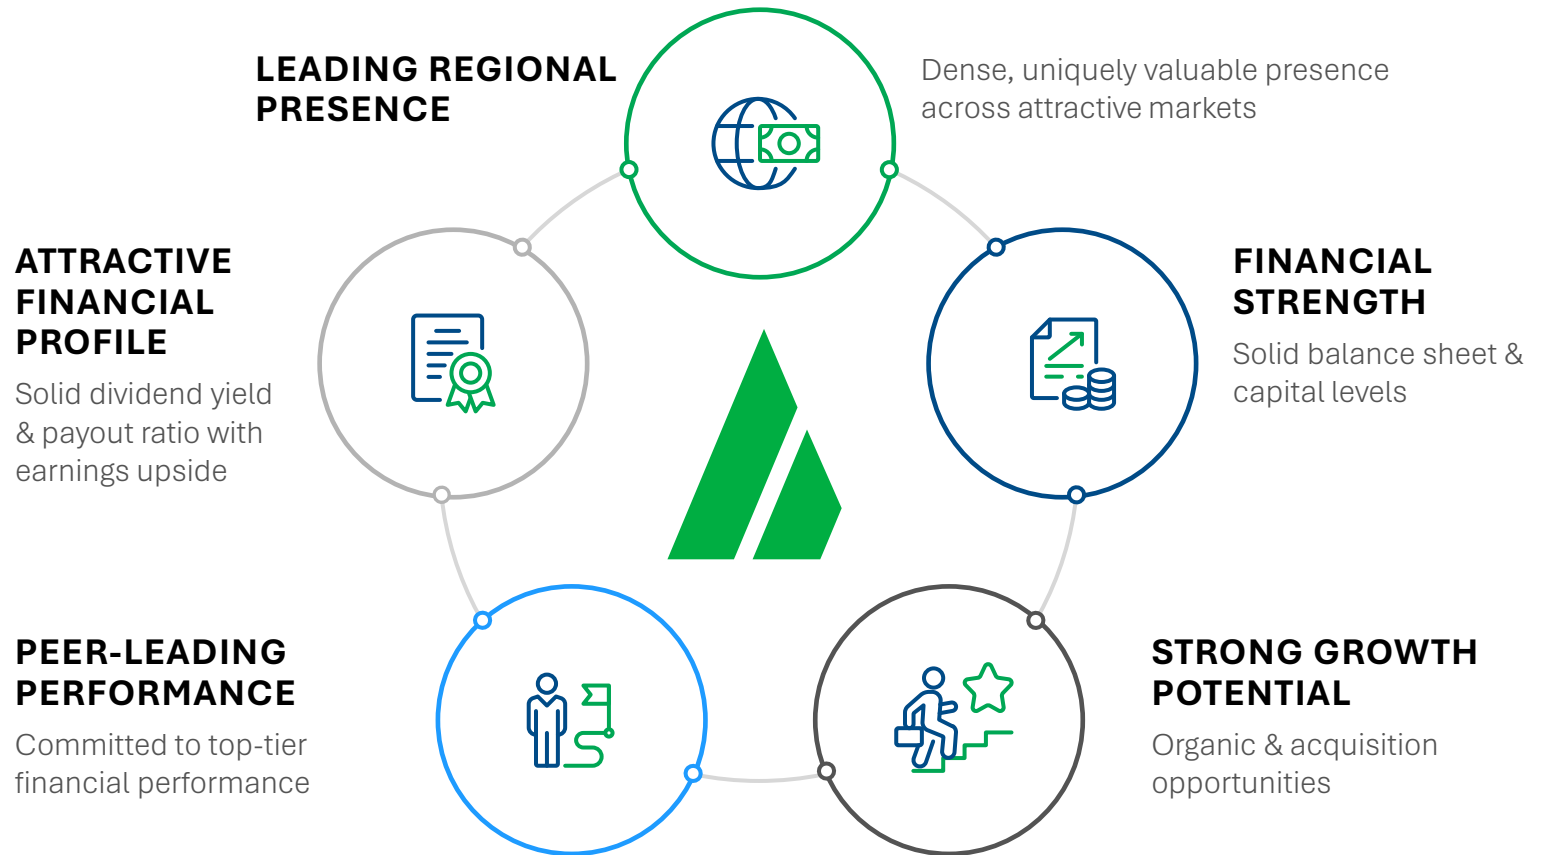 LEADING REGIONAL
PRESENCE
Dense, uniquely valuable presence
across attractive markets
ATTRACTIVE
FINANCIAL
PROFILE
Solid dividend yield
& payout ratio with
earnings upside
FINANCIAL
STRENGTH
Solid balance sheet &
capital levels
PEER-LEADING
PERFORMANCE
Committed to top-tier
financial performance
STRONG GROWTH
POTENTIAL
Organic & acquisition
opportunities